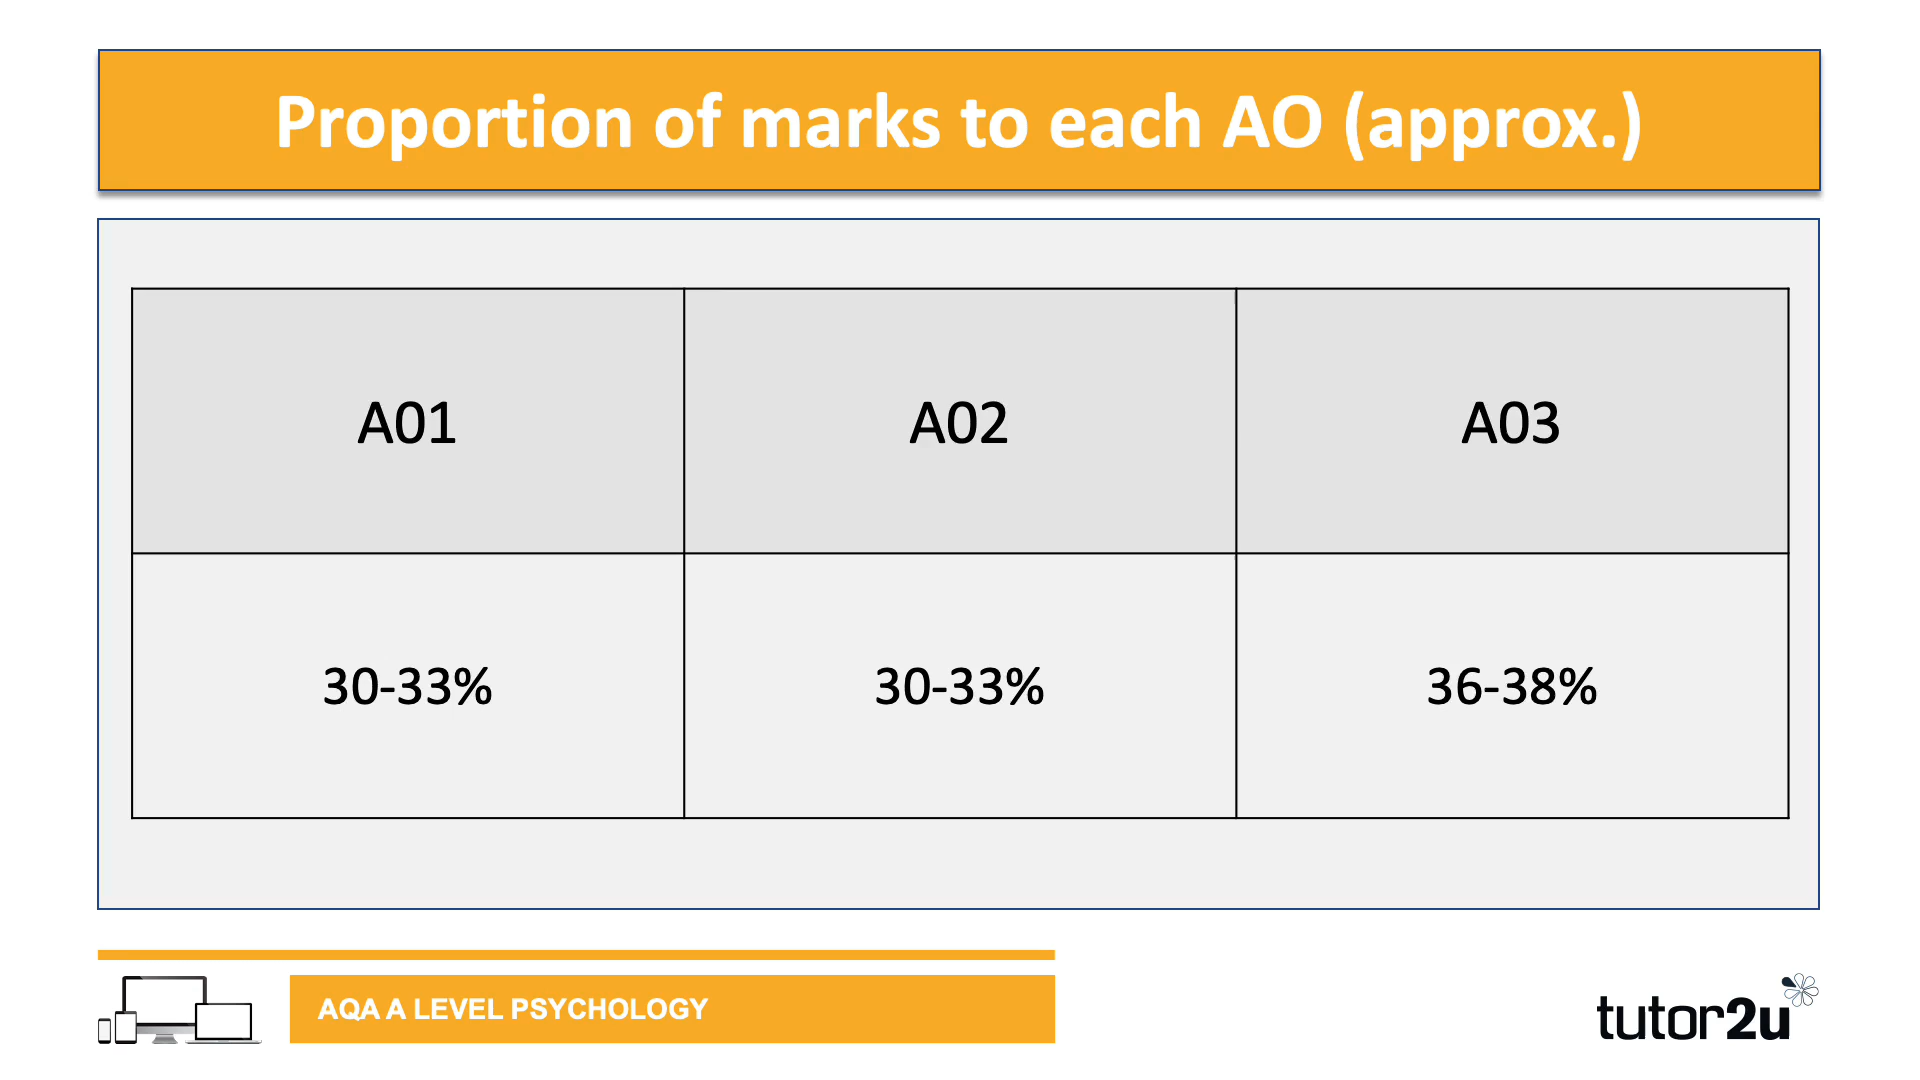 Proportion of marks to each AO (approx.)
A01 A02 A03
30-33% 30-33% 36-38%
AQA A LEVEL PSYCHOLOGY
tutor2u